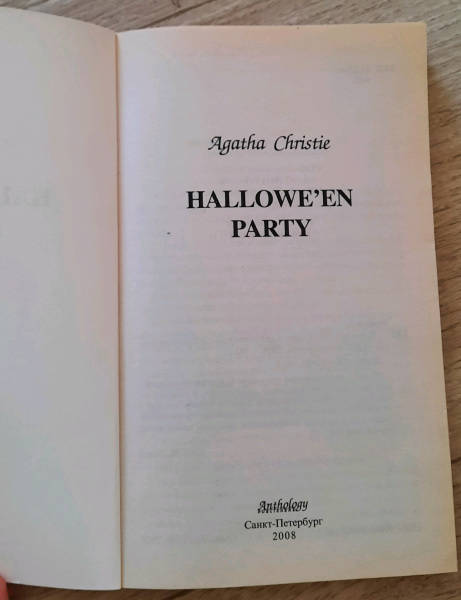 Agatha Christie
HALLOWE'EN
PARTY
Anthology
Санкт-Петербург
2008